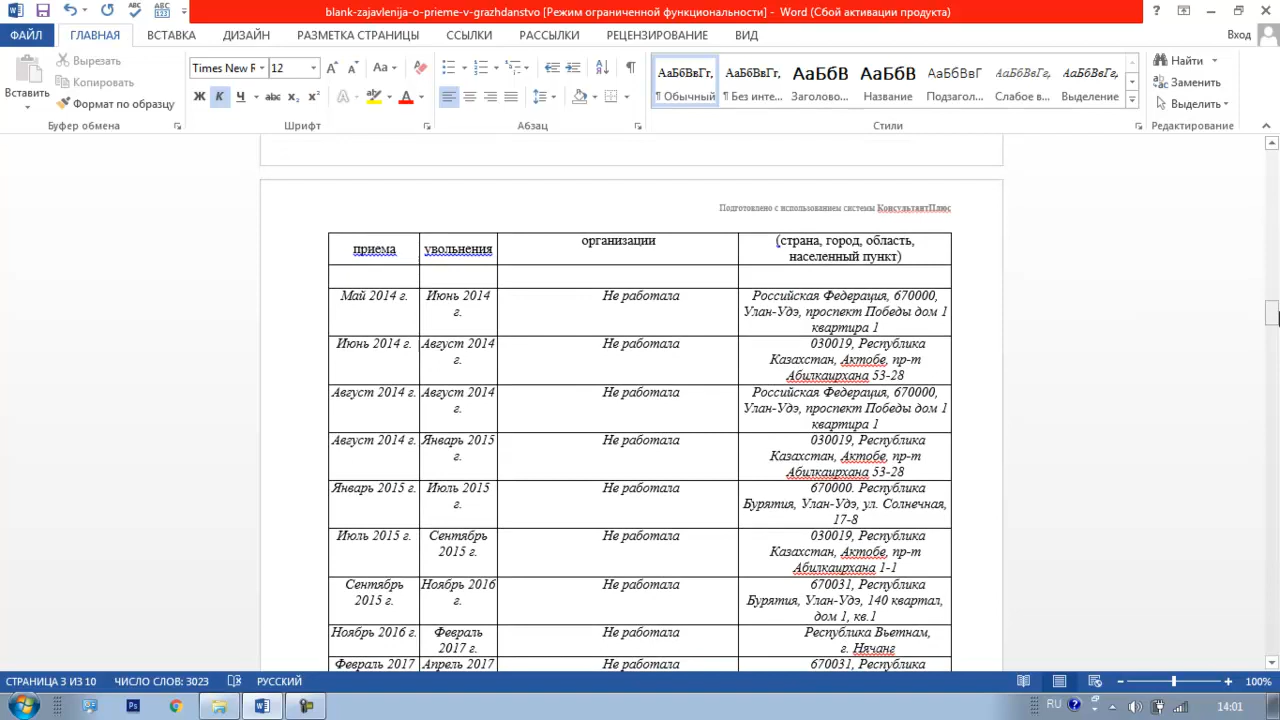 blank-zajavlenija-o-prieme-v-grazhdanstvo [Режим ограниченной функциональности] - Word (Сбой активации продукта)
ФАЙЛ ГЛАВНАЯ ВСТАВКА ДИЗАЙН РАЗМЕТКА СТРАНИЦЫ ССЫЛКИ РАССЫЛКИ РЕЦЕНЗИРОВАНИЕ ВИД Вход
Вставить
Вырезать
Копировать
Формат по образцу
Буфер обмена
Times New R 12
Шрифт
Абзац
АаБбВвГг, АаБбВвГг, АаБбВ АаБбВ АаБбВвГ АаБбВвГг, АаБбВвГг,
¶ Обычный ¶ Без инте... Заголово... Название Подзагол... Слабое в... Выделение
Стили
Найти
Заменить
Выделить
Редактирование
Подготовлено с использованием системы КонсультантПлюс
приема увольнения организации (страна, город, область,
населенный пункт)
Май 2014 г. Июнь 2014 Не работала Российская Федерация, 670000,
г. Улан-Удэ, проспект Победы дом 1
квартира 1
Июнь 2014 г. Август 2014 Не работала 030019, Республика
г. Казахстан, Актобе, пр-т
Абилкаирхана 53-28
Август 2014 г. Август 2014 Не работала Российская Федерация, 670000,
г. Улан-Удэ, проспект Победы дом 1
квартира 1
Август 2014 г. Январь 2015 Не работала 030019, Республика
г. Казахстан, Актобе, пр-т
Абилкаирхана 53-28
Январь 2015 г. Июль 2015 Не работала 670000. Республика
г. Бурятия, Улан-Удэ, ул. Солнечная,
17-8
Июль 2015 г. Сентябрь Не работала 030019, Республика
2015 г. Казахстан, Актобе, пр-т
Абилкаирхана 1-1
Сентябрь Ноябрь 2016 Не работала 670031, Республика
2015 г. г. Бурятия, Улан-Удэ, 140 квартал,
дом 1, кв.1
Ноябрь 2016 г. Февраль Не работала Республика Вьетнам,
2017 г. г. Нячанг
Февраль 2017 Апрель 2017 Не работала 670031, Республика
СТРАНИЦА 3 ИЗ 10 ЧИСЛО СЛОВ: 3023 РУССКИЙ 100%
RU 14:01